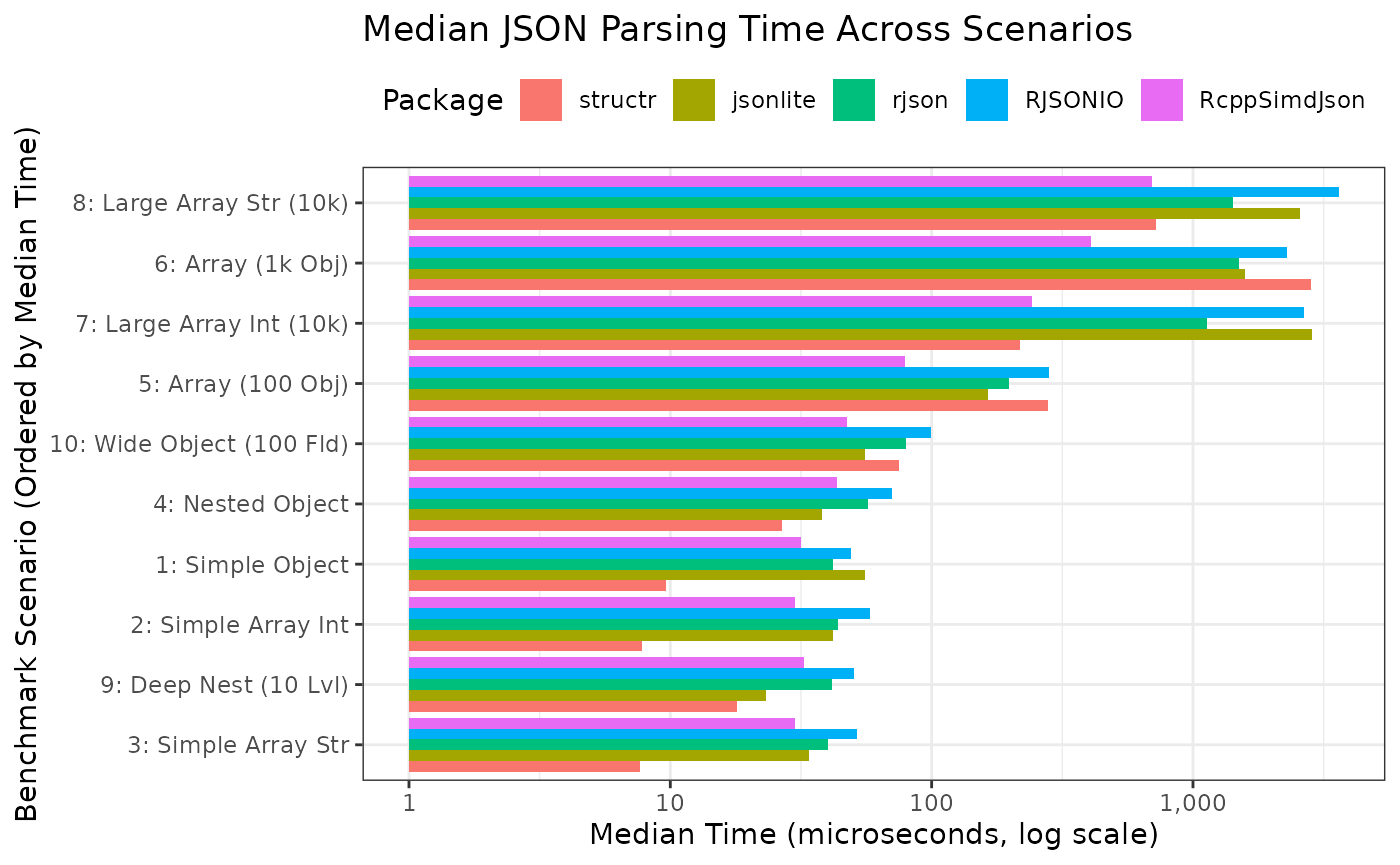 Median JSON Parsing Time Across Scenarios
Package structr jsonlite rjson RJSONIO RcppSimdJson
Benchmark Scenario (Ordered by Median Time)
8: Large Array Str (10k)
6: Array (1k Obj)
7: Large Array Int (10k)
5: Array (100 Obj)
10: Wide Object (100 Fld)
4: Nested Object
1: Simple Object
2: Simple Array Int
9: Deep Nest (10 Lvl)
3: Simple Array Str
1 10 100 1,000
Median Time (microseconds, log scale)